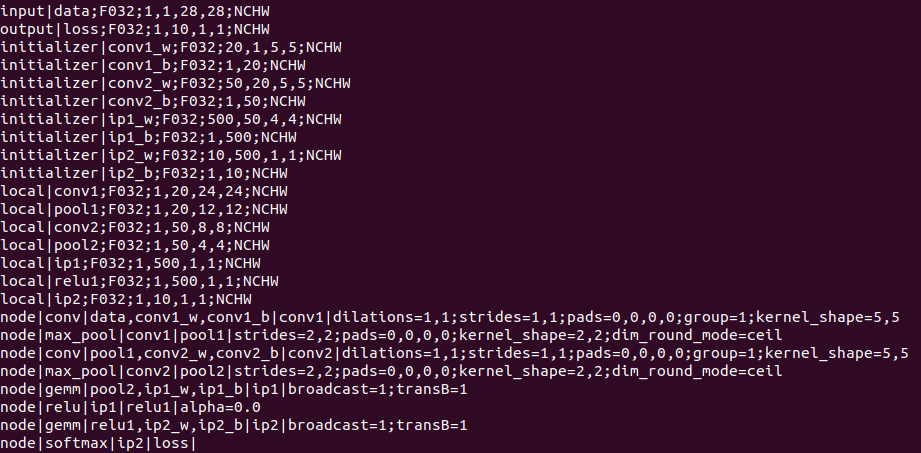 input|data;F032;1,1,28,28;NCHW
output|loss;F032;1,10,1,1;NCHW
initializer|conv1_w;F032;20,1,5,5;NCHW
initializer|conv1_b;F032;1,20;NCHW
initializer|conv2_w;F032;50,20,5,5;NCHW
initializer|conv2_b;F032;1,50;NCHW
initializer|ip1_w;F032;500,50,4,4;NCHW
initializer|ip1_b;F032;1,500;NCHW
initializer|ip2_w;F032;10,500,1,1;NCHW
initializer|ip2_b;F032;1,10;NCHW
local|conv1;F032;1,20,24,24;NCHW
local|pool1;F032;1,20,12,12;NCHW
local|conv2;F032;1,50,8,8;NCHW
local|pool2;F032;1,50,4,4;NCHW
local|ip1;F032;1,500,1,1;NCHW
local|relu1;F032;1,500,1,1;NCHW
local|ip2;F032;1,10,1,1;NCHW
node|conv|data,conv1_w,conv1_b|conv1|dilations=1,1;strides=1,1;pads=0,0,0,0;group=1;kernel_shape=5,5
node|max_pool|conv1|pool1|strides=2,2;pads=0,0,0,0;kernel_shape=2,2;dim_round_mode=ceil
node|conv|pool1,conv2_w,conv2_b|conv2|dilations=1,1;strides=1,1;pads=0,0,0,0;group=1;kernel_shape=5,5
node|max_pool|conv2|pool2|strides=2,2;pads=0,0,0,0;kernel_shape=2,2;dim_round_mode=ceil
node|gemm|pool2,ip1_w,ip1_b|ip1|broadcast=1;transB=1
node|relu|ip1|relu1|alpha=0.0
node|gemm|relu1,ip2_w,ip2_b|ip2|broadcast=1;transB=1
node|softmax|ip2|loss|